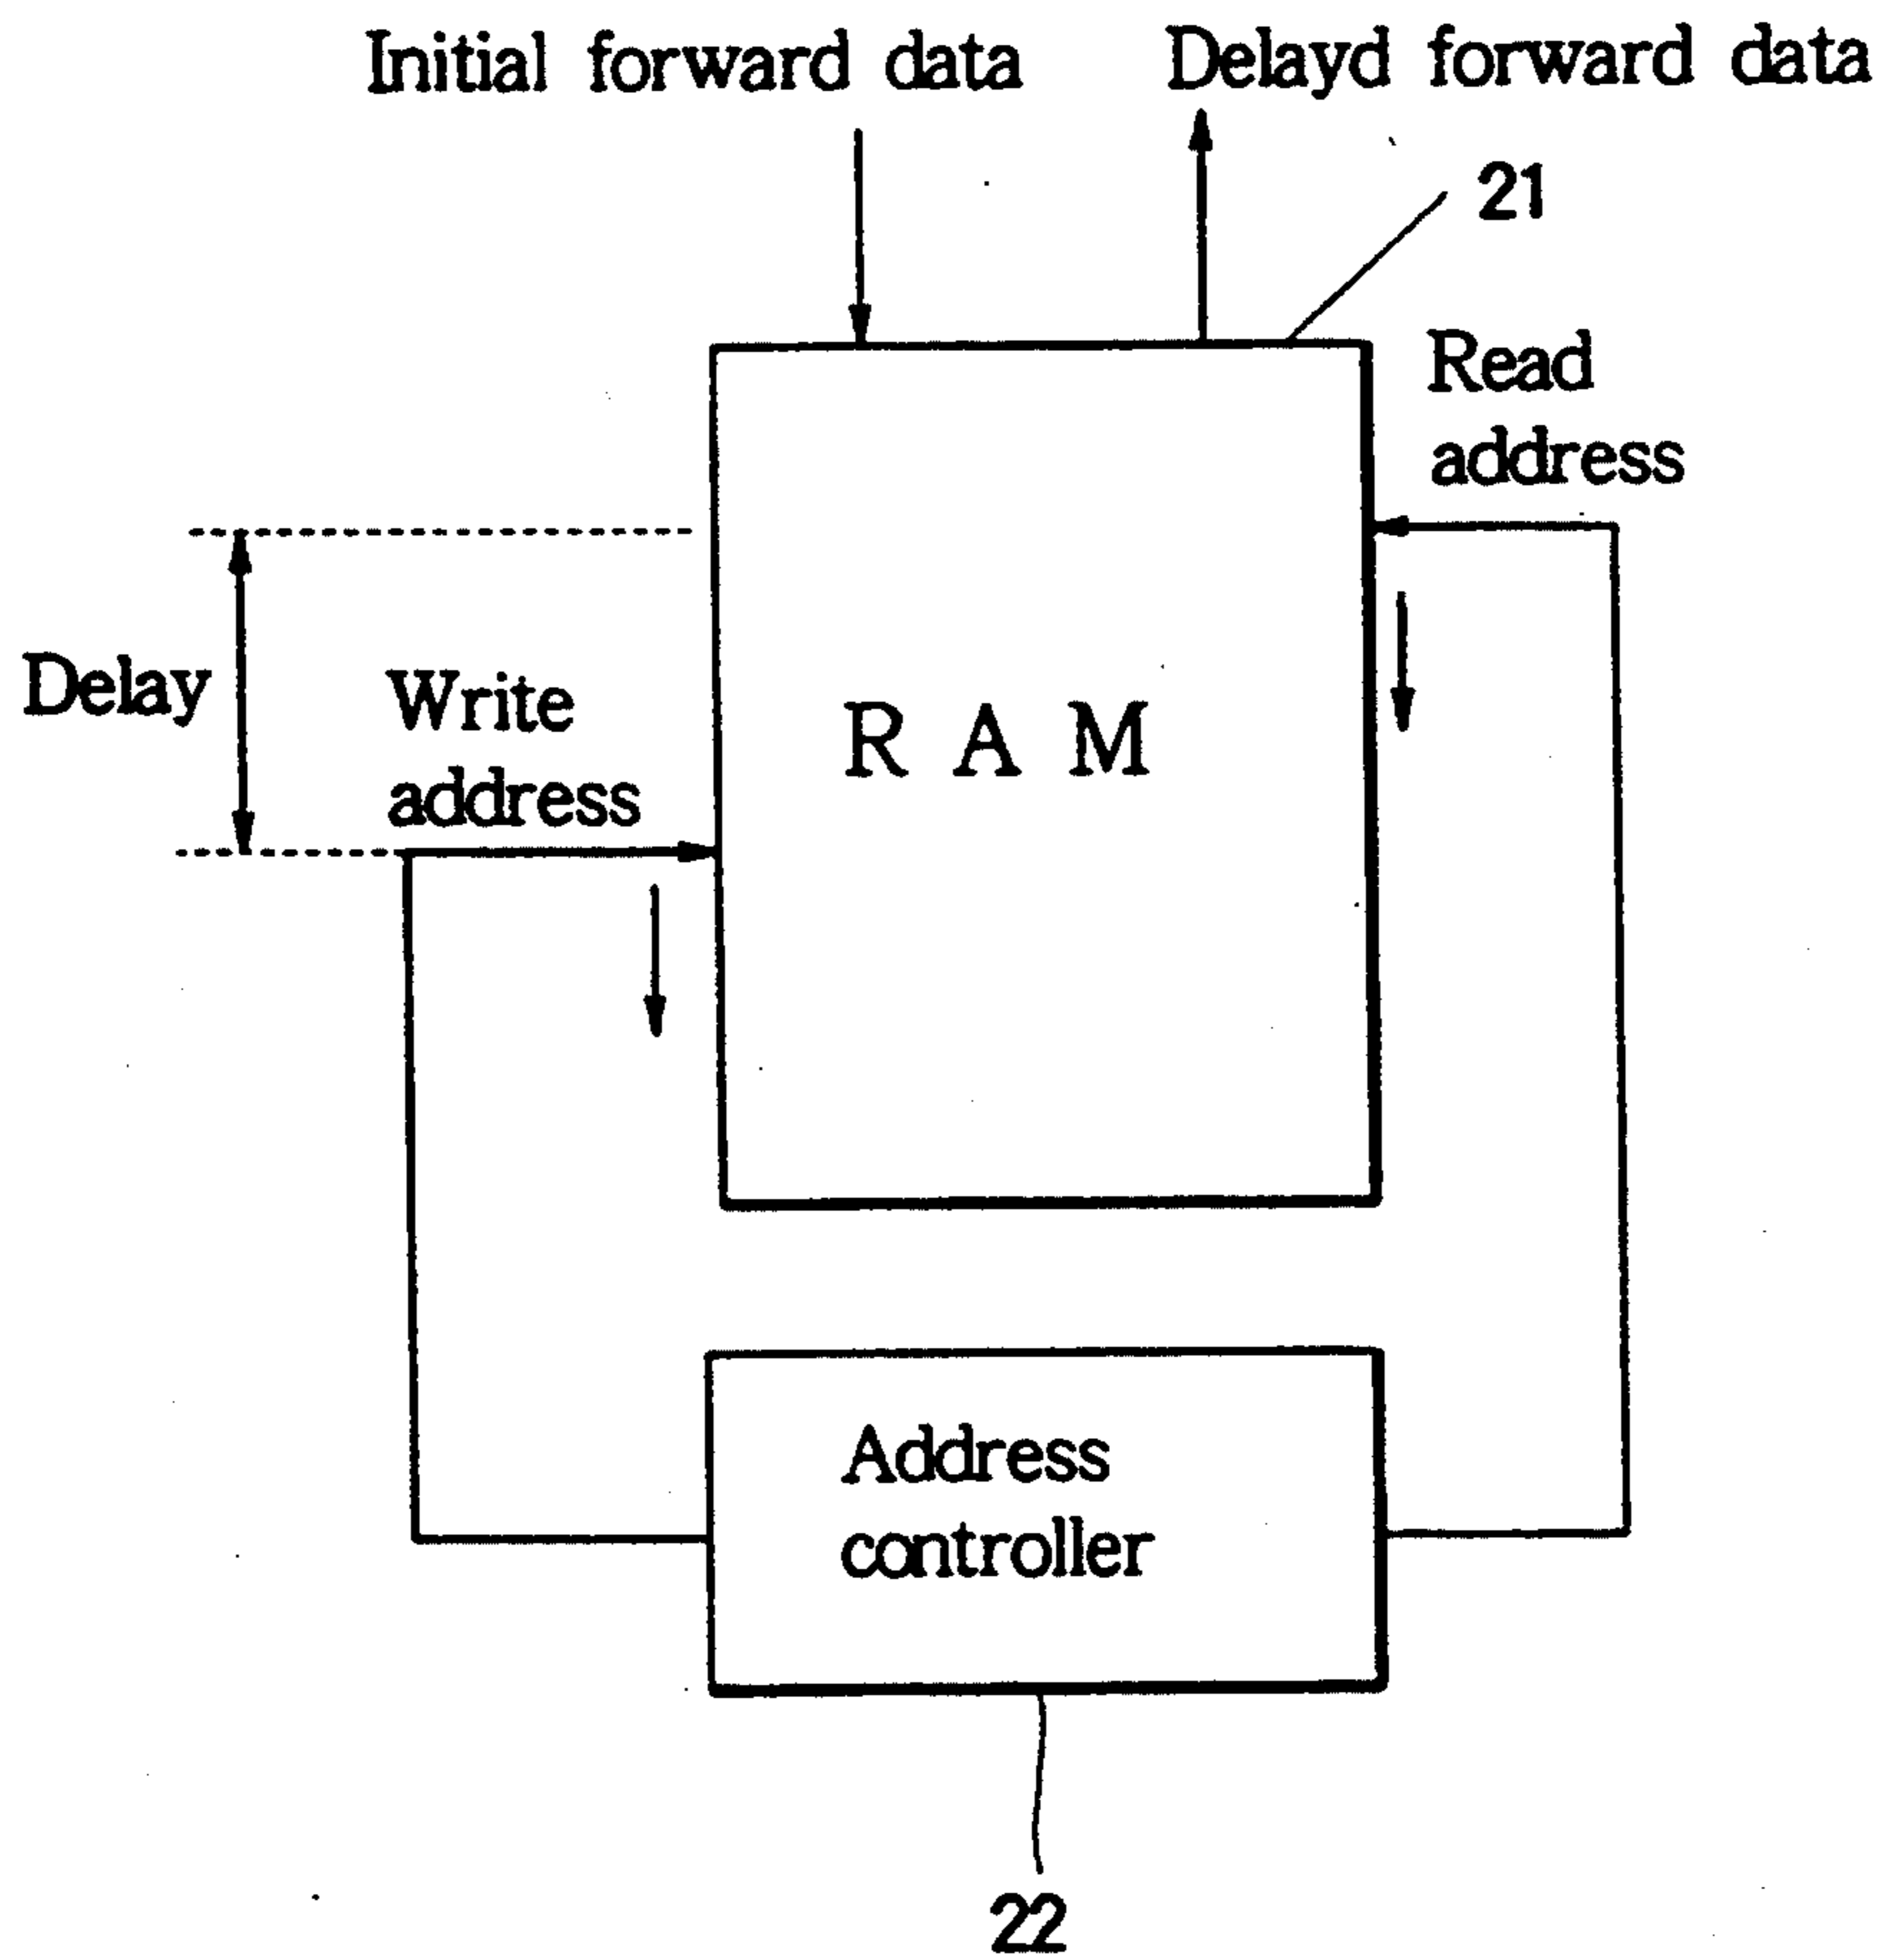 Initial forward data
Delayd forward data
21
Read
address
Delay
Write
address
R A M
Address
controller
22